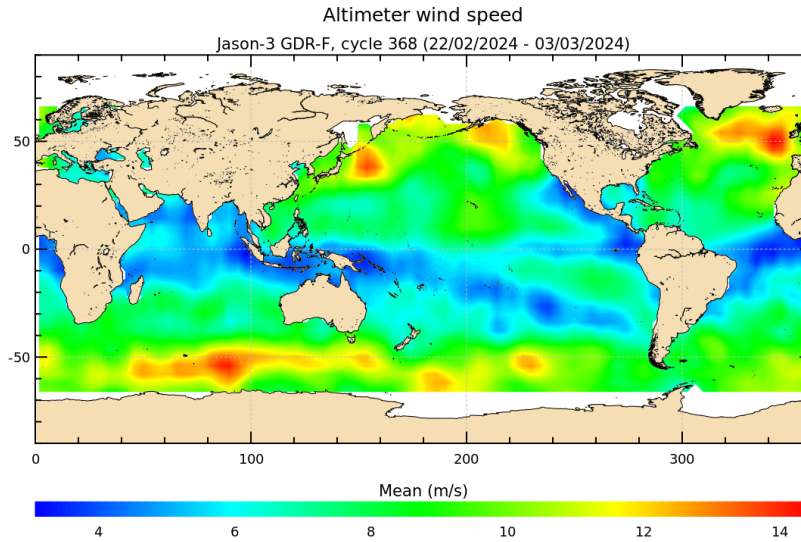 Altimeter wind speed
Jason-3 GDR-F, cycle 368 (22/02/2024 - 03/03/2024)
50
0
-50
0 100 200 300
Mean (m/s)
4 6 8 10 12 14